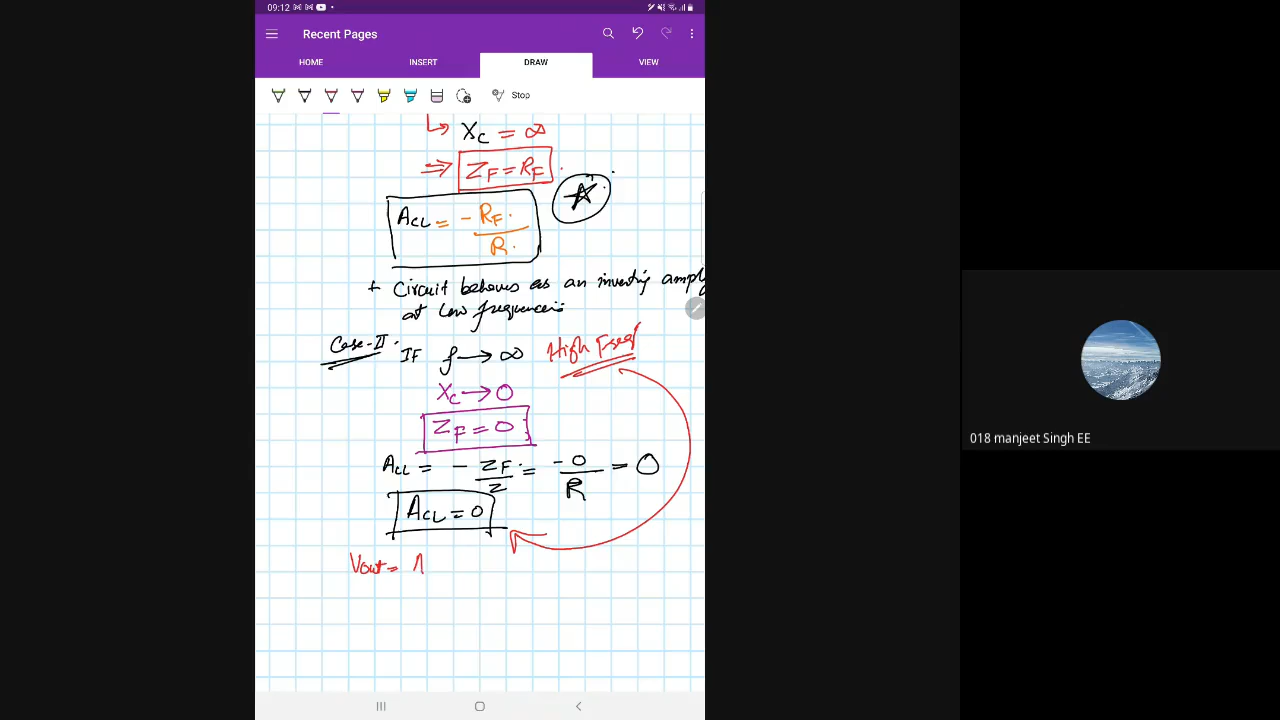 09:12
Recent Pages
HOME INSERT DRAW VIEW
Stop
↳ Xc = ∞
⇒ ZF = RF
ACL = - RF / R
+ Circuit behaves as an inverting ampl
at Low frequencies
Case-II IF f → ∞ High Freq
Xc → 0
ZF = 0
ACL = - ZF / Z = -0 / R = 0
ACL = 0
Vout =
018 manjeet Singh EE